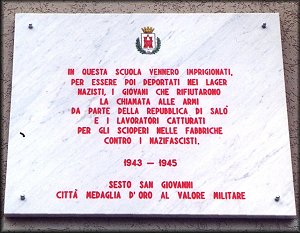 IN QUESTA SCUOLA VENNERO IMPRIGIONATI,
PER ESSERE POI DEPORTATI NEI LAGER
NAZISTI, I GIOVANI CHE RIFIUTARONO
LA CHIAMATA ALLE ARMI
DA PARTE DELLA REPUBBLICA DI SALO'
E I LAVORATORI CATTURATI
PER GLI SCIOPERI NELLE FABBRICHE
CONTRO I NAZIFASCISTI.
1943 — 1945
SESTO SAN GIOVANNI
CITTÁ MEDAGLIA D'ORO AL VALORE MILITARE